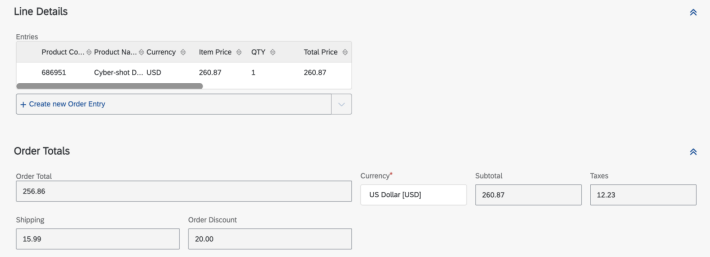 Line Details
Entries
Product Co... Product Na... Currency Item Price QTY Total Price
686951 Cyber-shot D... USD 260.87 1 260.87
+ Create new Order Entry
Order Totals
Order Total Currency* Subtotal Taxes
256.86 US Dollar [USD] 260.87 12.23
Shipping Order Discount
15.99 20.00